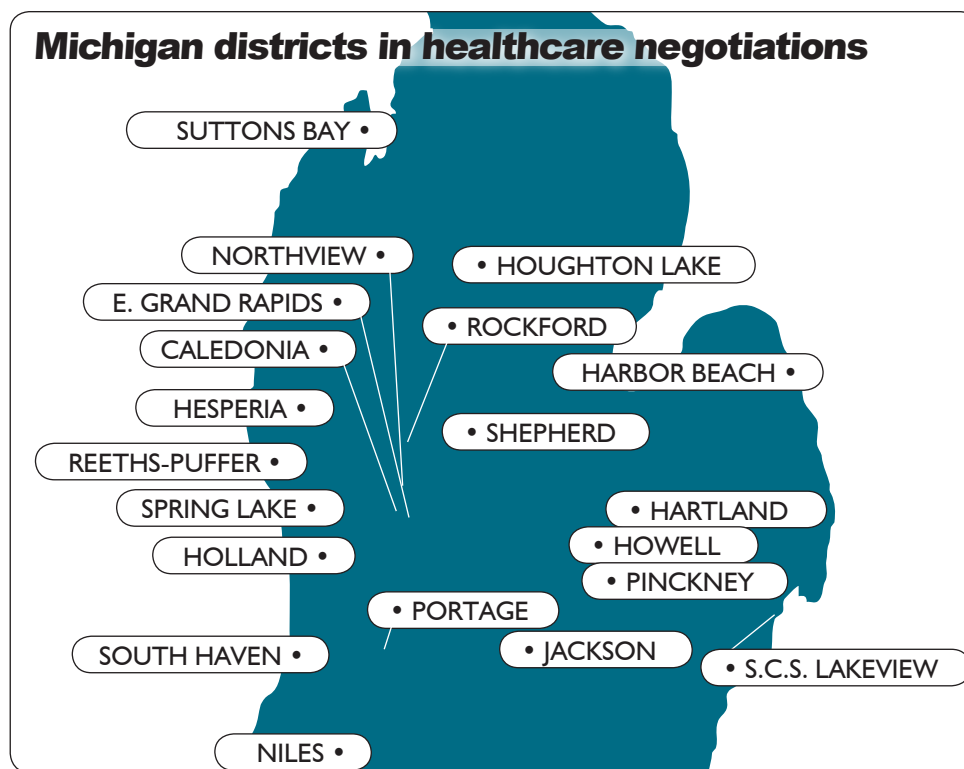 Michigan districts in healthcare negotiations
SUTTONS BAY •
NORTHVIEW •
• HOUGHTON LAKE
E. GRAND RAPIDS •
• ROCKFORD
CALEDONIA •
HARBOR BEACH •
HESPERIA •
• SHEPHERD
REETHS-PUFFER •
SPRING LAKE •
• HARTLAND
• HOWELL
HOLLAND •
• PINCKNEY
• PORTAGE
• JACKSON
SOUTH HAVEN •
• S.C.S. LAKEVIEW
NILES •